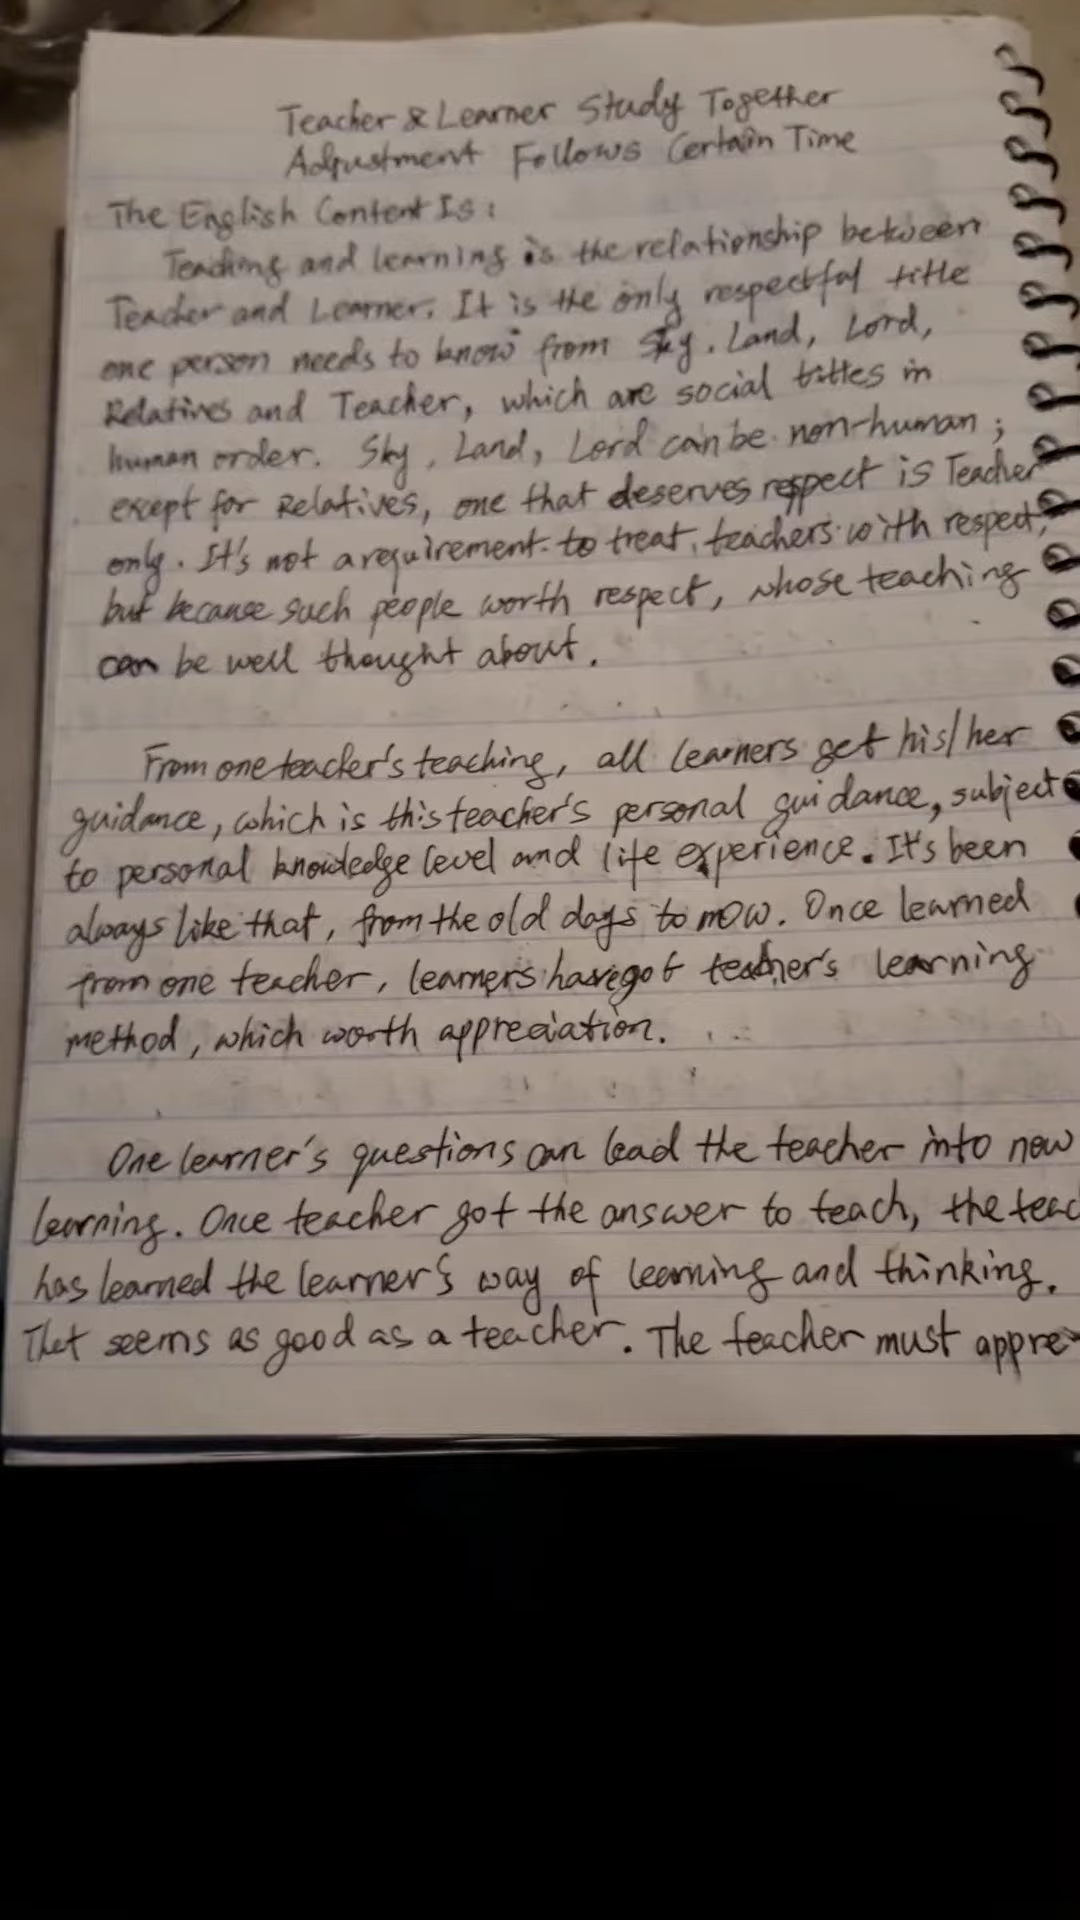 Teacher & Learner Study Together
Adjustment Follows Certain Time
The English Content Is:
Teaching and learning is the relationship between
Teacher and Learner. It is the only respectful title
one person needs to know from Sky. Land, Lord,
Relatives and Teacher, which are social titles in
human order. Sky, Land, Lord can be non-human;
except for Relatives, one that deserves respect is Teacher
only. It's not a requirement to treat teachers with respect,
but because such people worth respect, whose teaching
can be well thought about.
From one teacher's teaching, all learners get his/her
guidance, which is this teacher's personal guidance, subject
to personal knowledge level and life experience. It's been
always like that, from the old days to now. Once learned
from one teacher, learners have got teacher's learning
method, which worth appreciation.
One learner's questions can lead the teacher into now
learning. Once teacher got the answer to teach, the teac
has learned the learner's way of learning and thinking.
That seems as good as a teacher. The teacher must appre